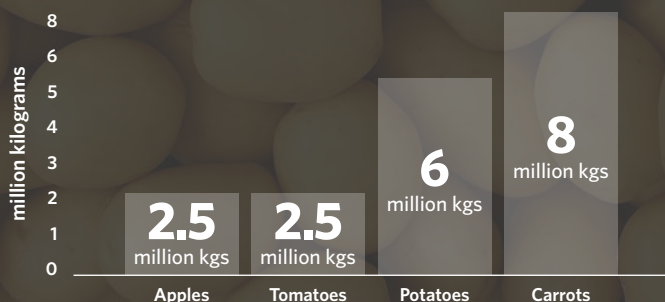 million kilograms
8
6
5
4
3
2
1
0
2.5
million kgs
2.5
million kgs
6
million kgs
8
million kgs
Apples
Tomatoes
Potatoes
Carrots